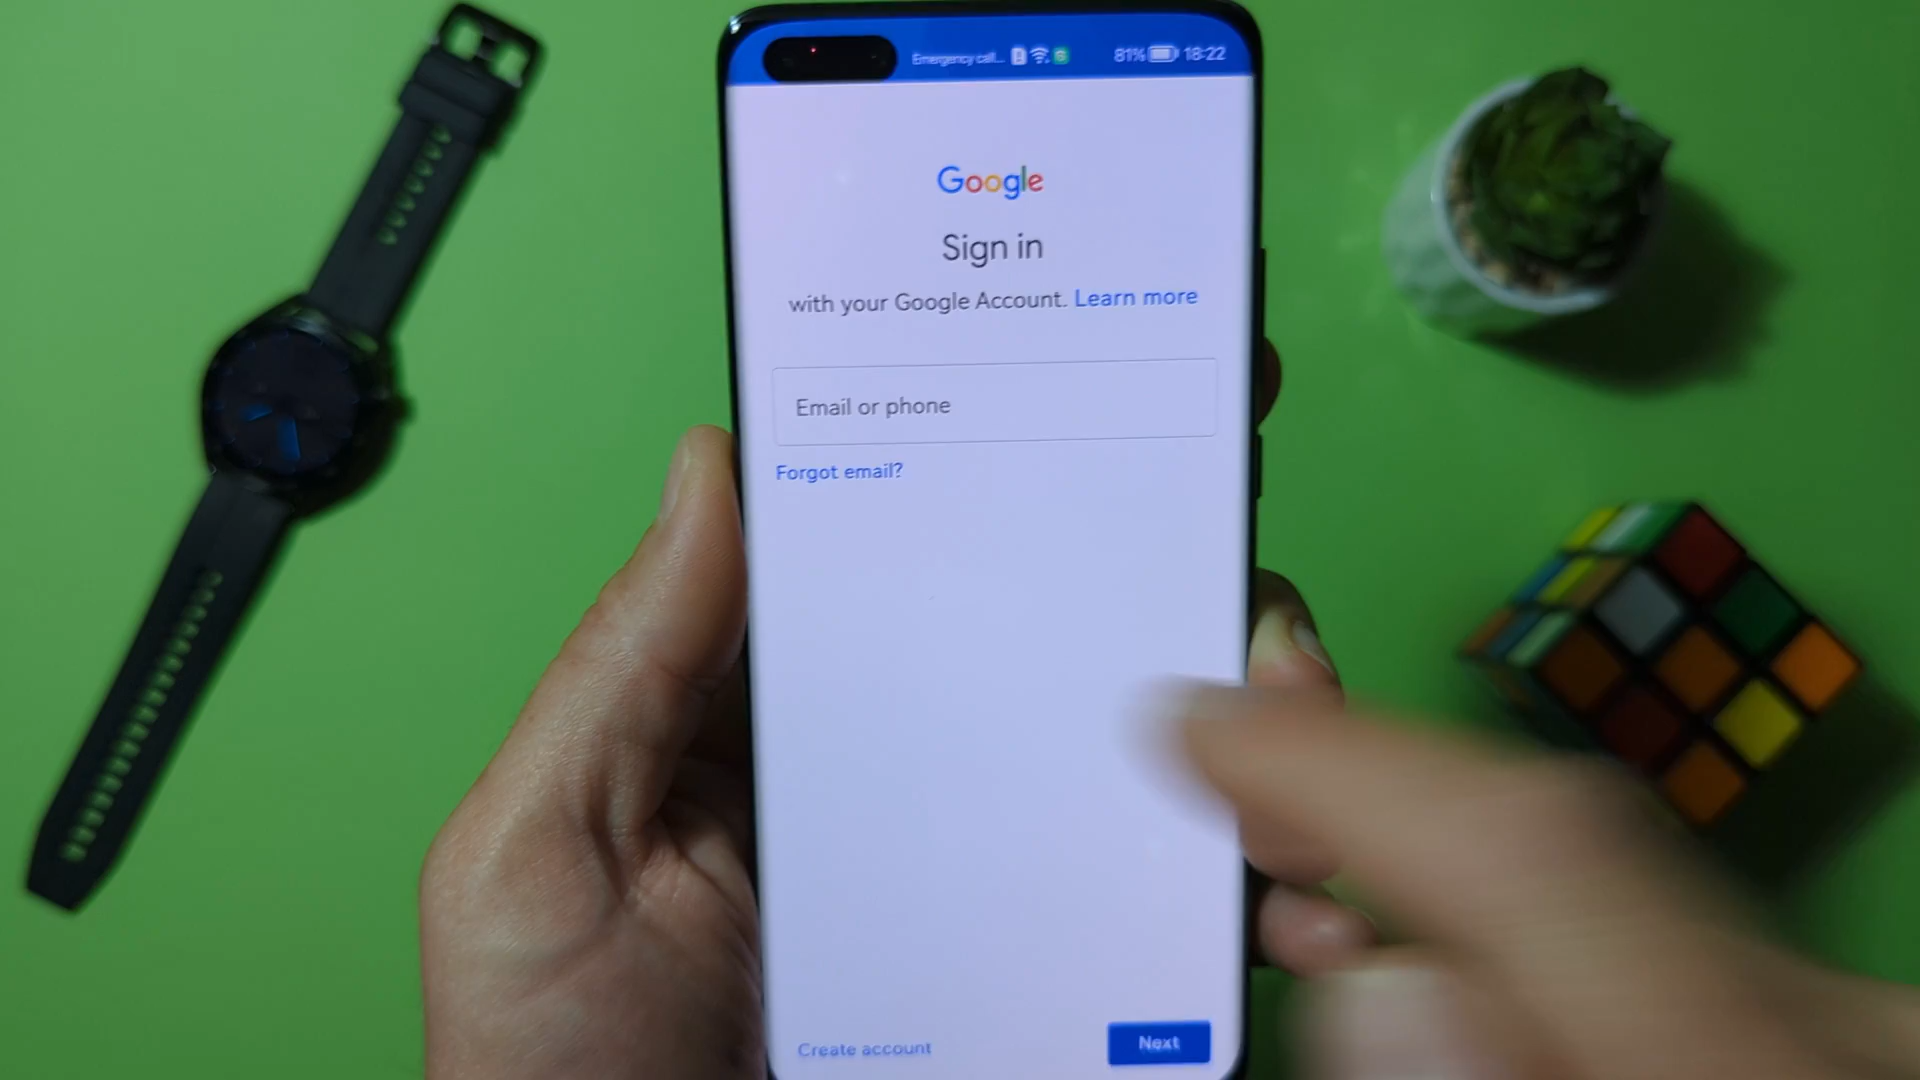 Emergency call... 81% 18:22
Google
Sign in
with your Google Account. Learn more
Email or phone
Forgot email?
Create account Next